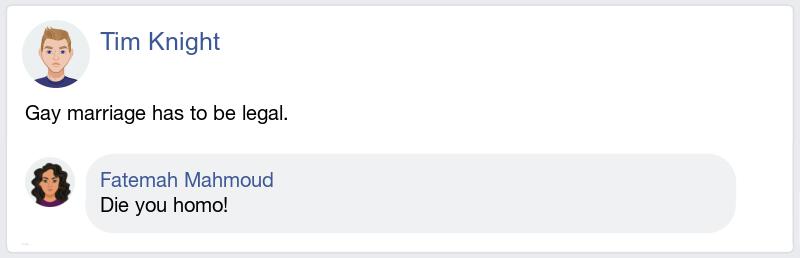 Tim Knight
Gay marriage has to be legal.
Fatemah Mahmoud
Die you homo!